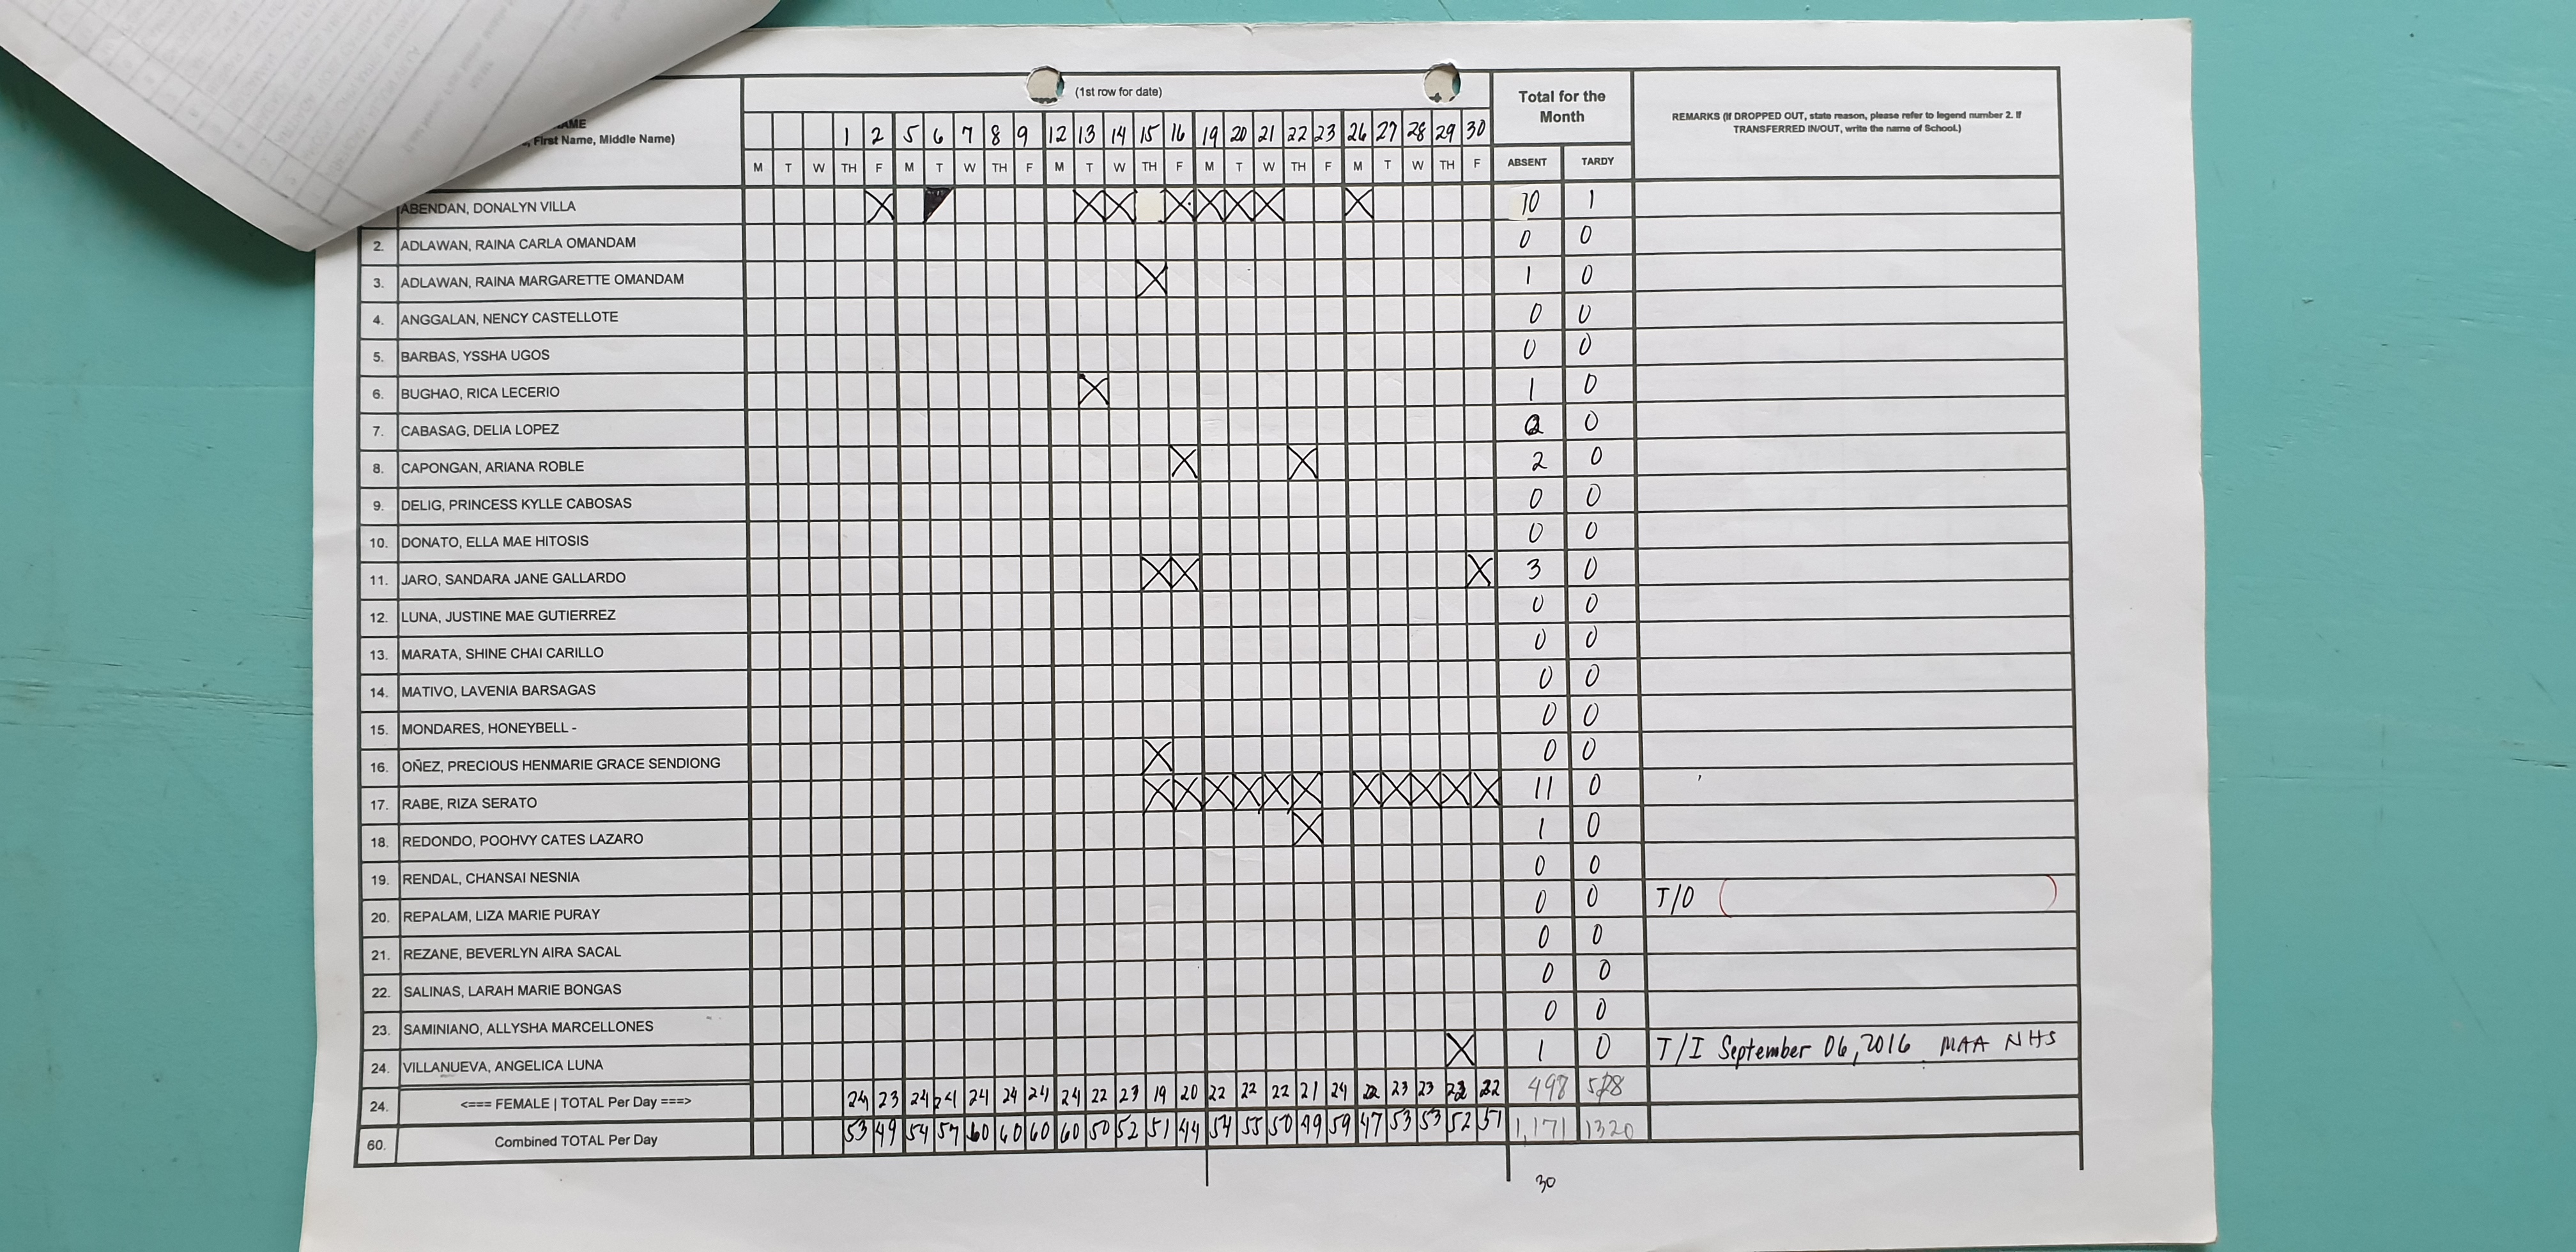 (1st row for date)
Total for the Month
REMARKS (If DROPPED OUT, state reason, please refer to legend number 2. If TRANSFERRED IN/OUT, write the name of School.)
First Name, Middle Name)
1 2 5 6 7 8 9 12 13 14 15 16 19 20 21 22 23 26 27 28 29 30
M T W TH F M T W TH F M T W TH F M T W TH F M T W TH F ABSENT TARDY
ABENDAN, DONALYN VILLA X X X X X X X X 10 1
2. ADLAWAN, RAINA CARLA OMANDAM 0 0
3. ADLAWAN, RAINA MARGARETTE OMANDAM X 1 0
4. ANGGALAN, NENCY CASTELLOTE 0 0
5. BARBAS, YSSHA UGOS 0 0
6. BUGHAO, RICA LECERIO X 1 0
7. CABASAG, DELIA LOPEZ 0
8. CAPONGAN, ARIANA ROBLE X X 2 0
9. DELIG, PRINCESS KYLLE CABOSAS 0 0
10. DONATO, ELLA MAE HITOSIS 0 0
11. JARO, SANDARA JANE GALLARDO X X X 3 0
12. LUNA, JUSTINE MAE GUTIERREZ 0 0
13. MARATA, SHINE CHAI CARILLO 0 0
14. MATIVO, LAVENIA BARSAGAS 0 0
15. MONDARES, HONEYBELL - 0 0
16. OÑEZ, PRECIOUS HENMARIE GRACE SENDIONG X 0 0
17. RABE, RIZA SERATO X X X X X X X X X X X 11 0
18. REDONDO, POOHVY CATES LAZARO X 1 0
19. RENDAL, CHANSAI NESNIA 0 0
20. REPALAM, LIZA MARIE PURAY 0 0 T/O ( )
21. REZANE, BEVERLYN AIRA SACAL 0 0
22. SALINAS, LARAH MARIE BONGAS 0 0
23. SAMINIANO, ALLYSHA MARCELLONES 0 0
24. VILLANUEVA, ANGELICA LUNA X 1 0 T/I September 06, 2016 MAA NHS
24. <=== FEMALE | TOTAL Per Day ===> 24 23 24 24 24 24 24 24 22 23 19 20 22 22 22 21 24 22 23 23 22 22 498
60. Combined TOTAL Per Day 53 49 54 57 60 60 60 60 50 52 51 44 54 55 50 49 59 47 53 53 52 51 1,171 1320
30